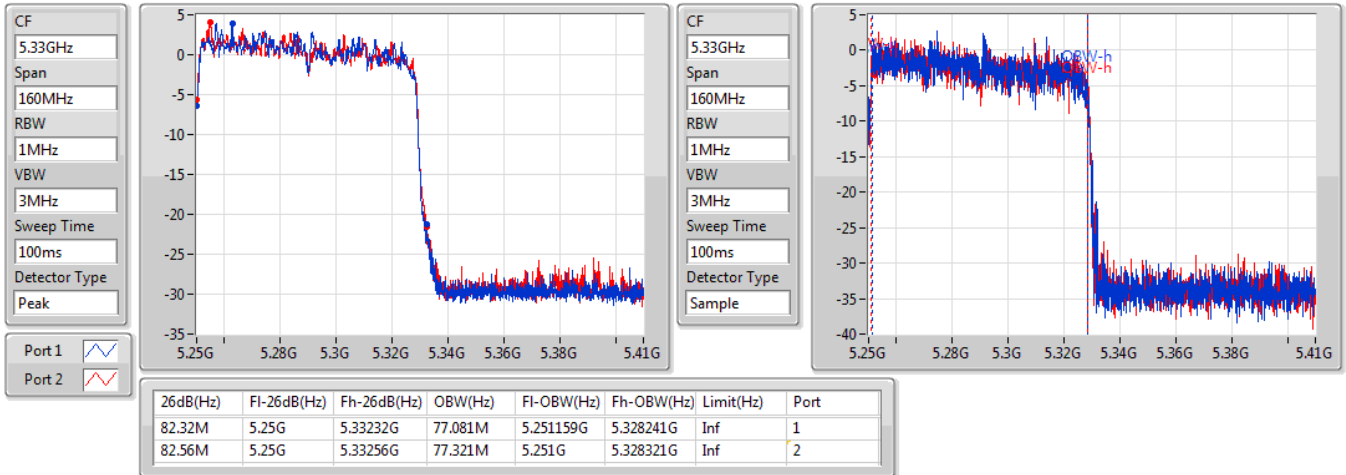 CF
5.33GHz
Span
160MHz
RBW
1MHz
VBW
3MHz
Sweep Time
100ms
Detector Type
Peak
Port 1
Port 2
5
0
-5
-10
-15
-20
-25
-30
-35
5.25G 5.28G 5.3G 5.32G 5.34G 5.36G 5.38G 5.41G
CF
5.33GHz
Span
160MHz
RBW
1MHz
VBW
3MHz
Sweep Time
100ms
Detector Type
Sample
5
0
-5
-10
-15
-20
-25
-30
-35
-40
OBW-h
OBW-h
5.25G 5.28G 5.3G 5.32G 5.34G 5.36G 5.38G 5.41G
26dB(Hz) Fl-26dB(Hz) Fh-26dB(Hz) OBW(Hz) Fl-OBW(Hz) Fh-OBW(Hz) Limit(Hz) Port
82.32M 5.25G 5.33232G 77.081M 5.251159G 5.328241G Inf 1
82.56M 5.25G 5.33256G 77.321M 5.251G 5.328321G Inf 2